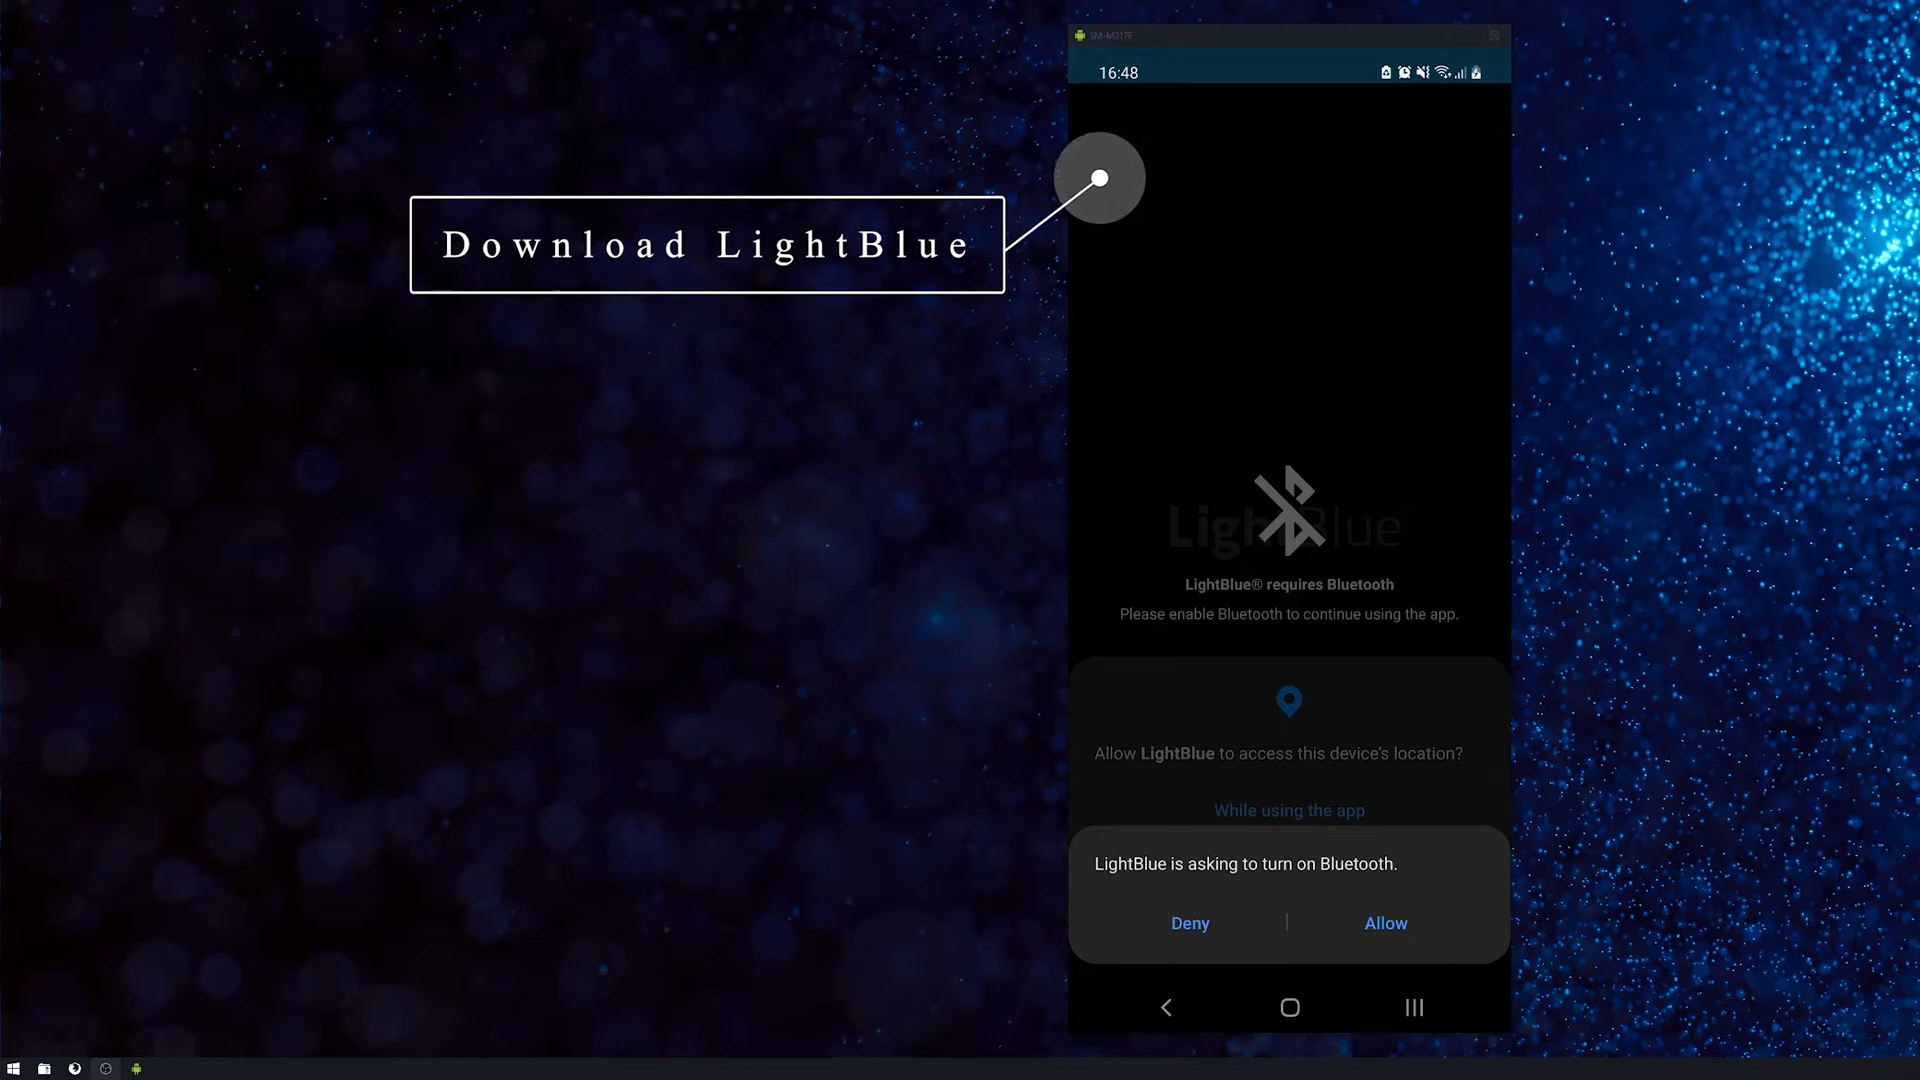 SM-M317F
16:48
Download LightBlue
LightBlue
LightBlue® requires Bluetooth
Please enable Bluetooth to continue using the app.
Allow LightBlue to access this device's location?
While using the app
LightBlue is asking to turn on Bluetooth.
Deny | Allow